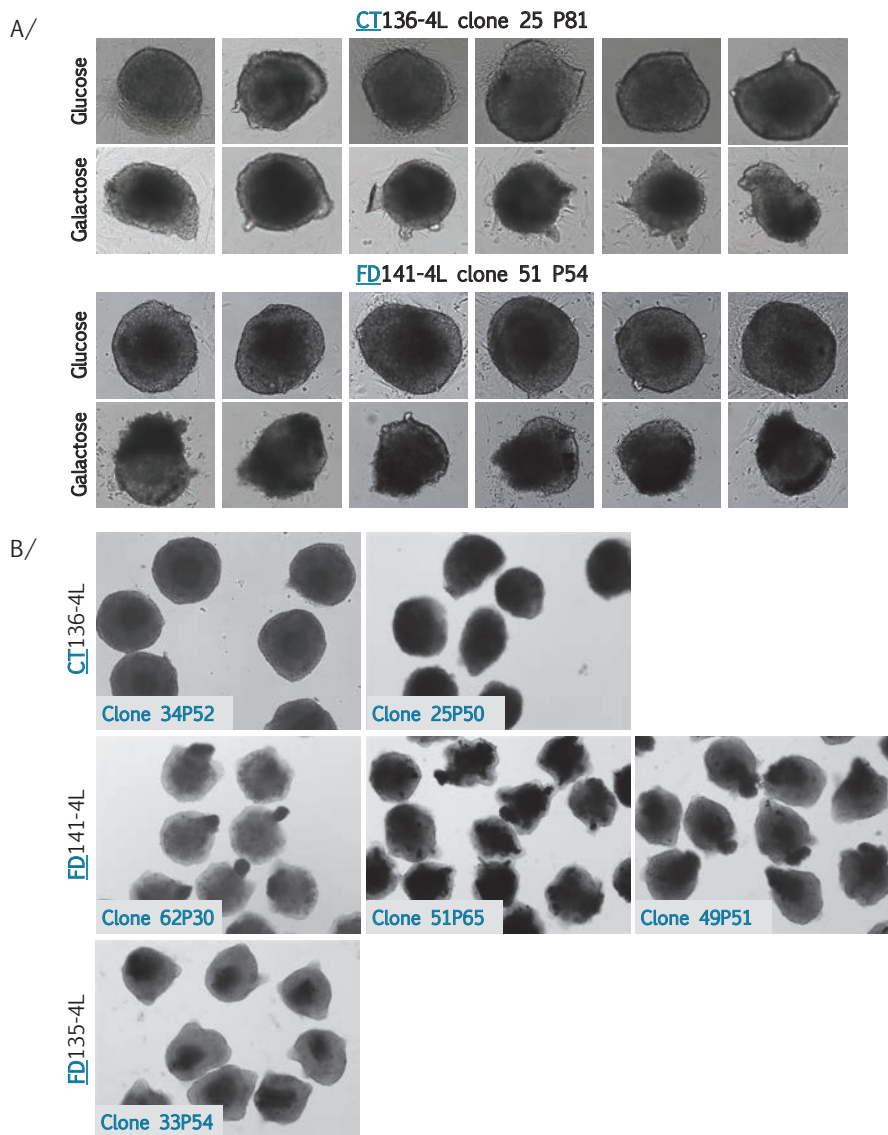 A/
CT136-4L clone 25 P81
Glucose
Galactose
FD141-4L clone 51 P54
Glucose
Galactose
B/
CT136-4L
Clone 34P52
Clone 25P50
FD141-4L
Clone 62P30
Clone 51P65
Clone 49P51
FD135-4L
Clone 33P54